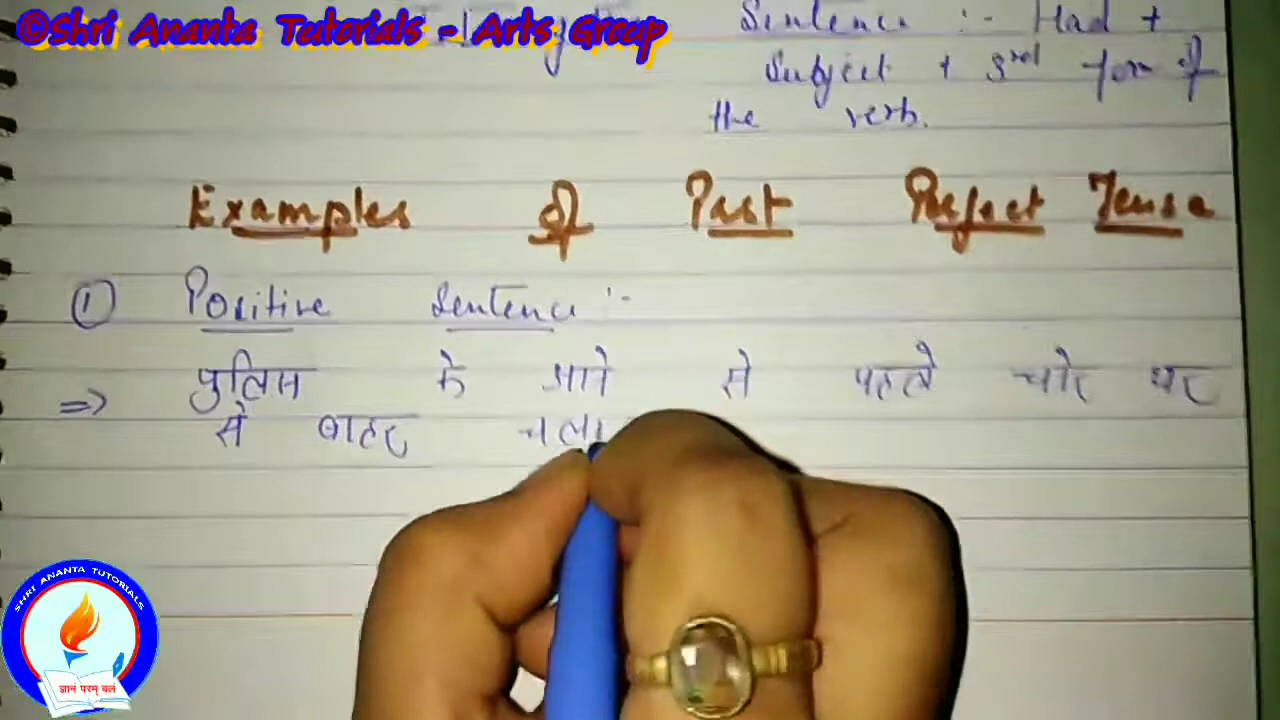 ©Shri Ananta Tutorials - Arts Group
Sentence :- Had +
Subject + 3rd form of
the verb.
Examples of Past Perfect Tense
① Positive Sentence :-
⇒ पुलिस के आने से पहले चोर घर
से बाहर चला
SHRI ANANTA TUTORIALS
ज्ञानं परमं बलं